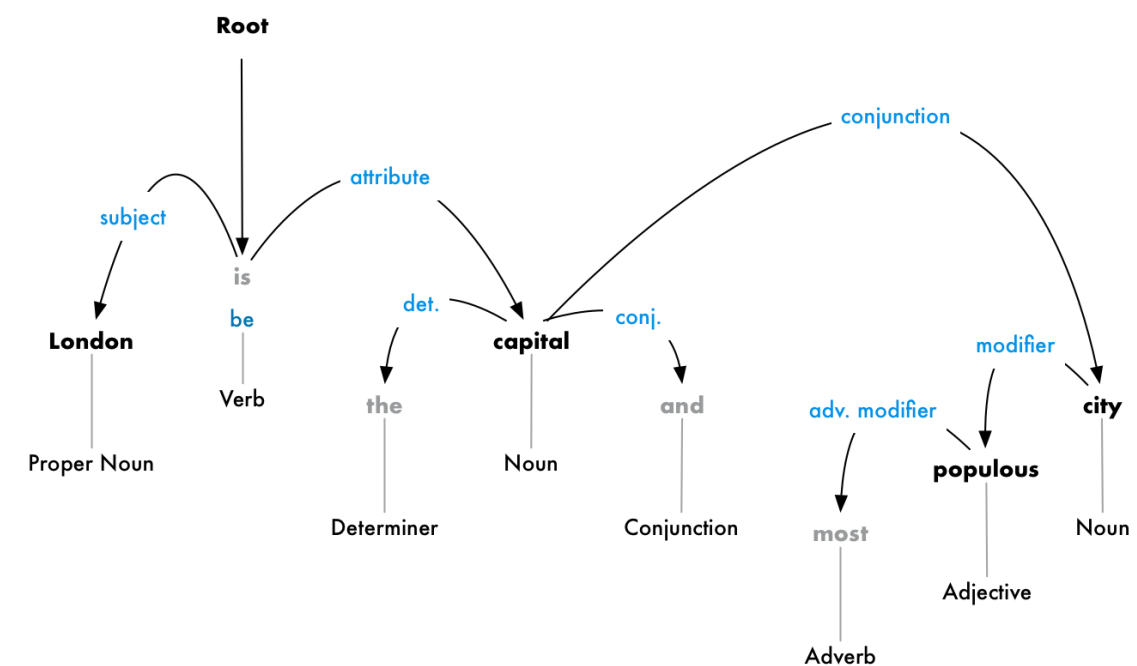 Root
conjunction
attribute
subject
is
det.
conj.
be
London
capital
modifier
the
and
adv. modifier
city
Verb
Proper Noun
Noun
populous
Determiner
Conjunction
most
Noun
Adjective
Adverb